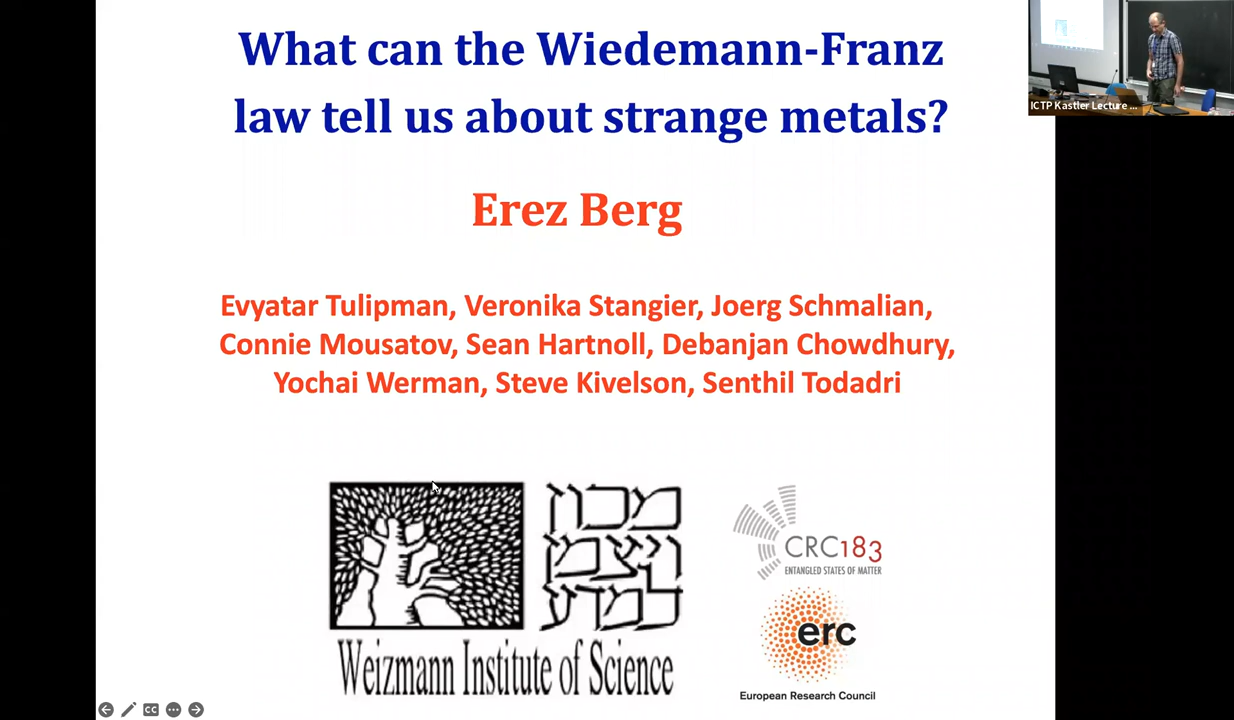 What can the Wiedemann-Franz
law tell us about strange metals?
ICTP Kastler Lecture ...
Erez Berg
Evyatar Tulipman, Veronika Stangier, Joerg Schmalian,
Connie Mousatov, Sean Hartnoll, Debanjan Chowdhury,
Yochai Werman, Steve Kivelson, Senthil Todadri
מכון
ויצמן
למדע
Weizmann Institute of Science
CRC183
ENTANGLED STATES OF MATTER
erc
European Research Council
CC